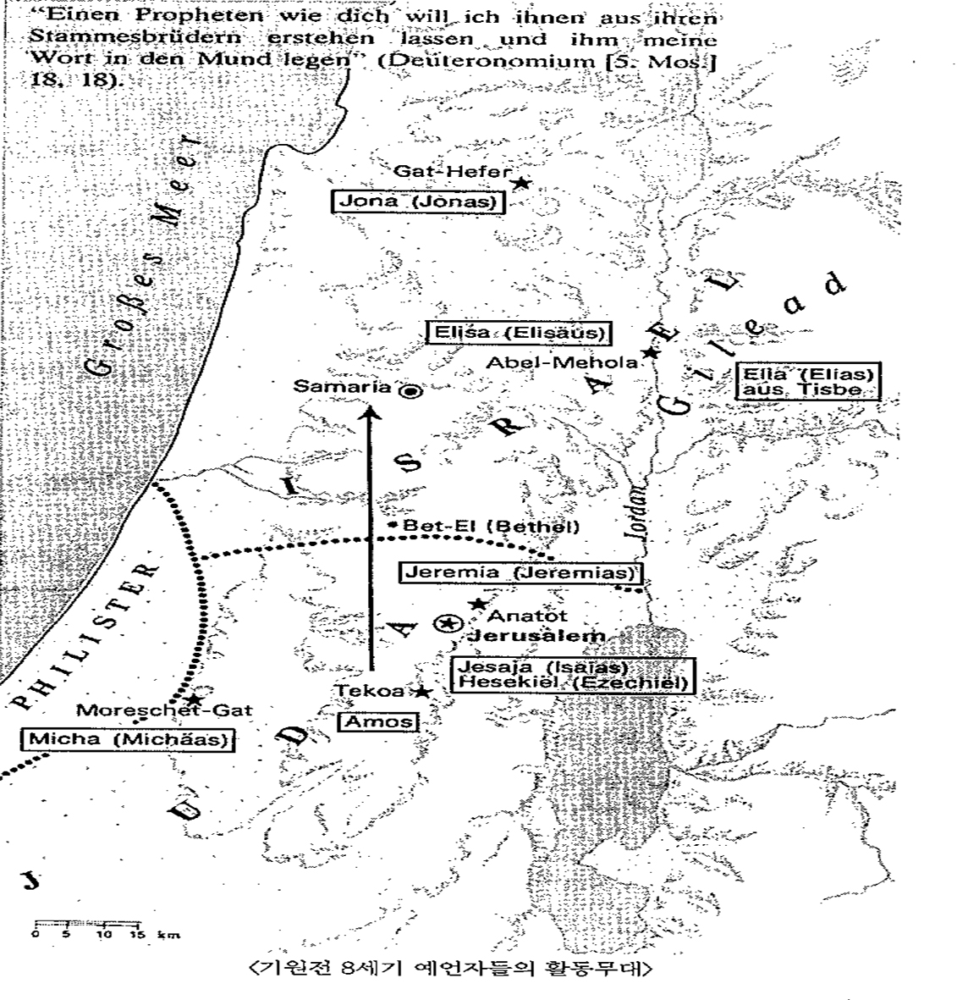 “Einen Propheten wie dich will ich ihnen aus ihren
Stammesbrüdern erstehen lassen und ihm meine
Wort in den Mund legen” (Deuteronomium [5. Mos.]
18, 18).
Großes Meer
Gat-Hefer
Jona (Jonas)
Elisa (Elisäus)
Abel-Mehola
Gilead
Elia (Elias)
aus Tisbe
Samaria
ISRAEL
Jordan
Bet-El (Bethel)
Jeremia (Jeremias)
PHILISTER
Anatot
Jerusalem
Jesaja (Isaias)
Hesekiël (Ezechiël)
Tekoa
Amos
Moreschet-Gat
Micha (Michäas)
JUDA
0 5 10 15 km
<기원전 8세기 예언자들의 활동무대>